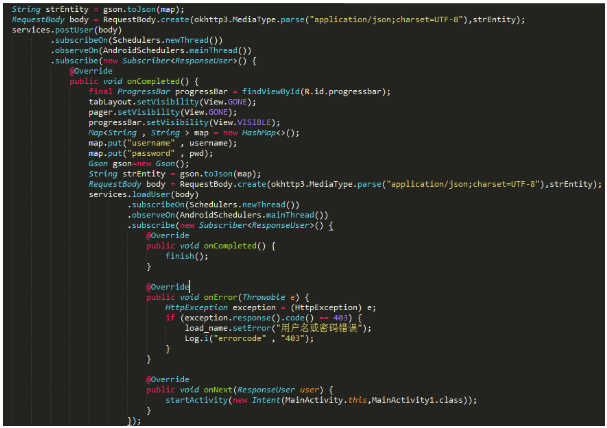 String strEntity = gson.toJson(map);
RequestBody body = RequestBody.create(okhttp3.MediaType.parse("application/json;charset=UTF-8"),strEntity);
services.postUser(body)
.subscribeOn(Schedulers.newThread())
.observeOn(AndroidSchedulers.mainThread())
.subscribe(new Subscriber<ResponseUser>() {
@Override
public void onCompleted() {
final ProgressBar progressBar = findViewById(R.id.progressbar);
tabLayout.setVisibility(View.GONE);
pager.setVisibility(View.GONE);
progressBar.setVisibility(View.VISIBLE);
Map<String , String > map = new HashMap<>();
map.put("username" , username);
map.put("password" , pwd);
Gson gson=new Gson();
String strEntity = gson.toJson(map);
RequestBody body = RequestBody.create(okhttp3.MediaType.parse("application/json;charset=UTF-8"),strEntity);
services.loadUser(body)
.subscribeOn(Schedulers.newThread())
.observeOn(AndroidSchedulers.mainThread())
.subscribe(new Subscriber<ResponseUser>() {
@Override
public void onCompleted() {
finish();
}
@Override
public void onError(Throwable e) {
HttpException exception = (HttpException) e;
if (exception.response().code() == 403) {
load_name.setError("用户名或密码错误");
Log.i("errorcode" , "403");
}
}
@Override
public void onNext(ResponseUser user) {
startActivity(new Intent(MainActivity.this,MainActivity1.class));
}
});